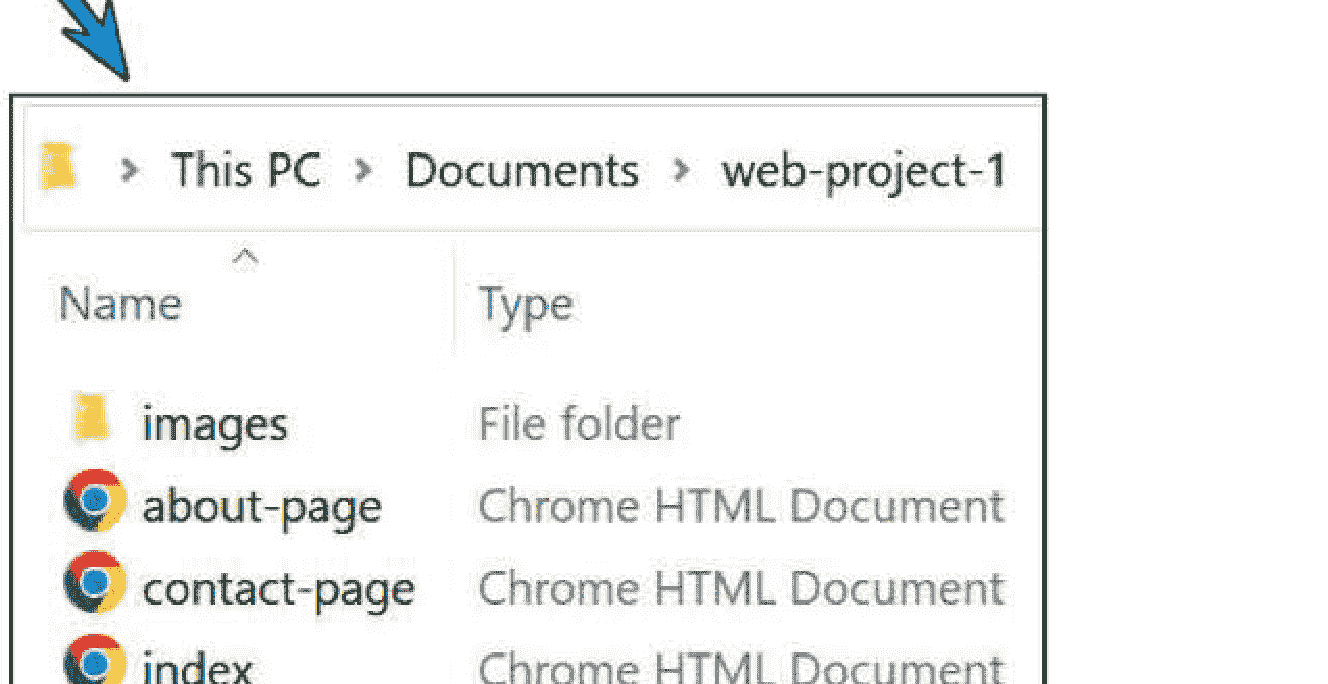 This PC > Documents > web-project-1
Name Type
images File folder
about-page Chrome HTML Document
contact-page Chrome HTML Document
index Chrome HTML Document